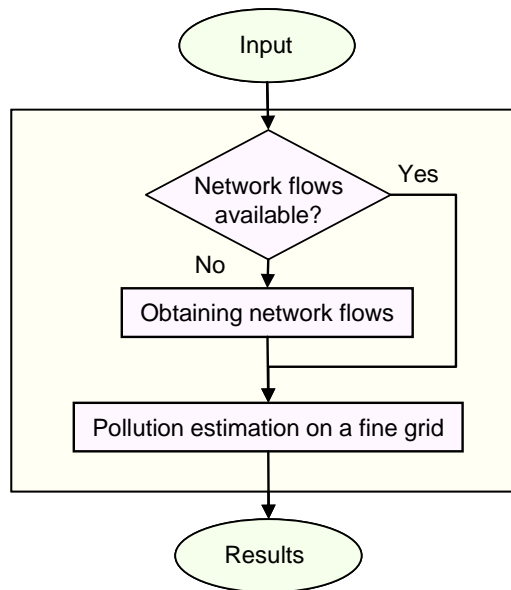 Input
Network flows
available?
Yes
No
Obtaining network flows
Pollution estimation on a fine grid
Results